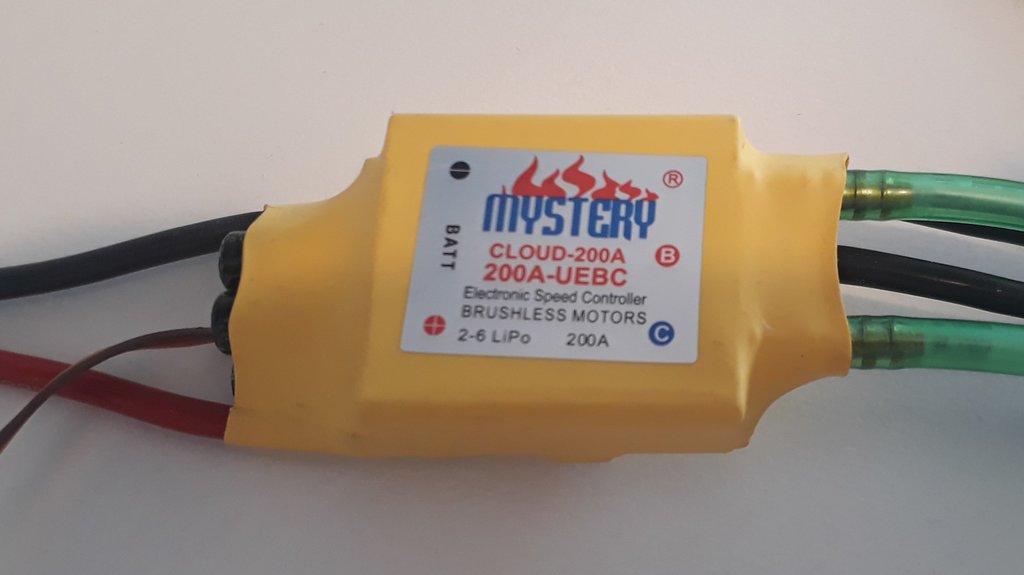 MYSTERY ®
BATT
CLOUD-200A B
200A-UEBC
Electronic Speed Controller
BRUSHLESS MOTORS C
2-6 LiPo 200A